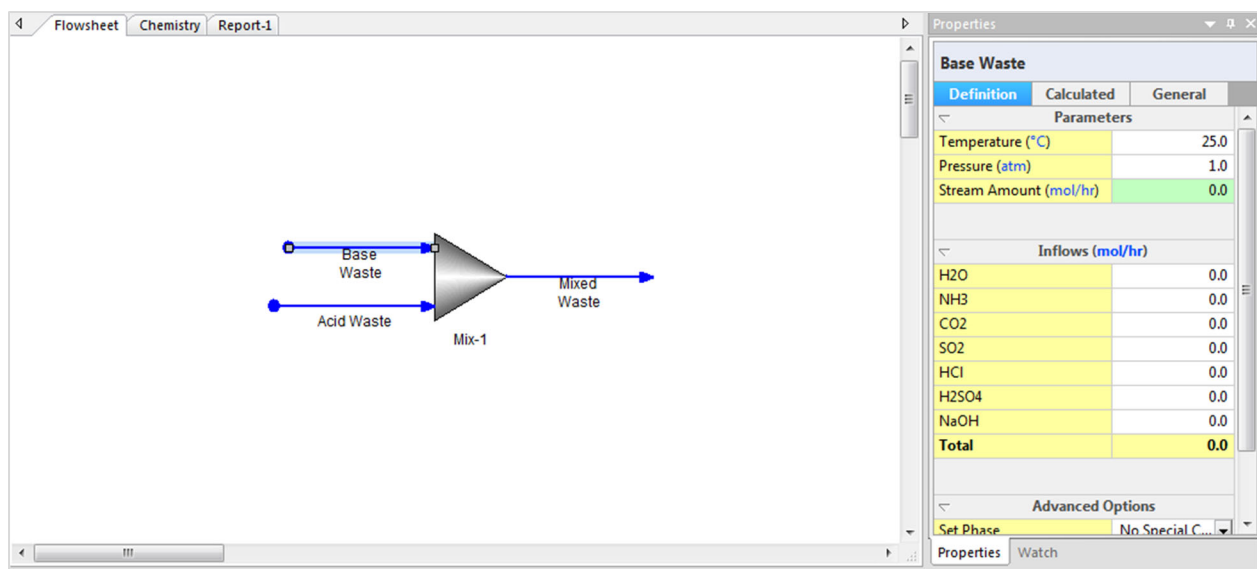 Flowsheet Chemistry Report-1
Base
Waste
Acid Waste
Mixed
Waste
Mix-1
Properties
Base Waste
Definition Calculated General
Parameters
Temperature (°C) 25.0
Pressure (atm) 1.0
Stream Amount (mol/hr) 0.0
Inflows (mol/hr)
H2O 0.0
NH3 0.0
CO2 0.0
SO2 0.0
HCl 0.0
H2SO4 0.0
NaOH 0.0
Total 0.0
Advanced Options
Set Phase No Special C...
Properties Watch